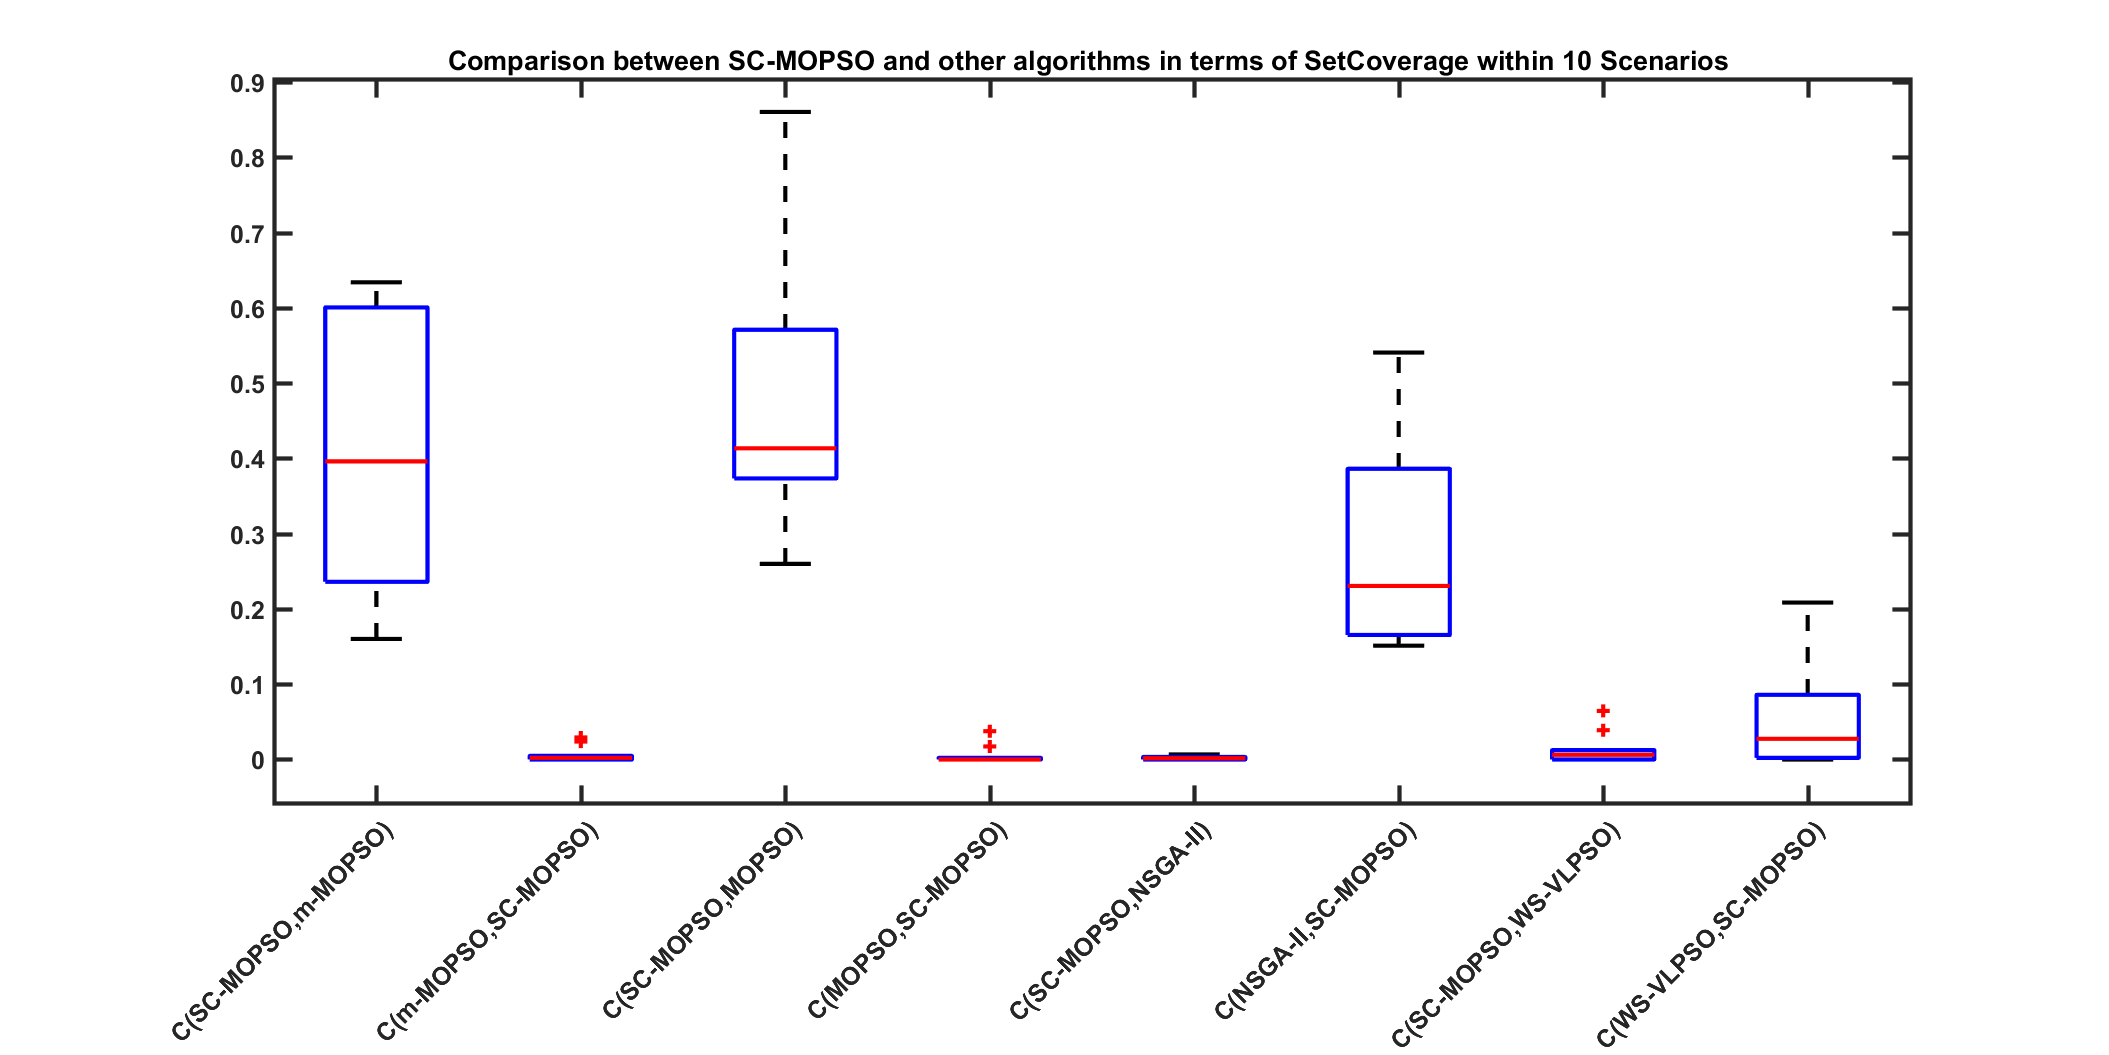 Comparison between SC-MOPSO and other algorithms in terms of SetCoverage within 10 Scenarios
0.9
0.8
0.7
0.6
0.5
0.4
0.3
0.2
0.1
0
C(SC-MOPSO,m-MOPSO)
C(m-MOPSO,SC-MOPSO)
C(SC-MOPSO,MOPSO)
C(MOPSO,SC-MOPSO)
C(SC-MOPSO,NSGA-II)
C(NSGA-II,SC-MOPSO)
C(SC-MOPSO,WS-VLPSO)
C(WS-VLPSO,SC-MOPSO)